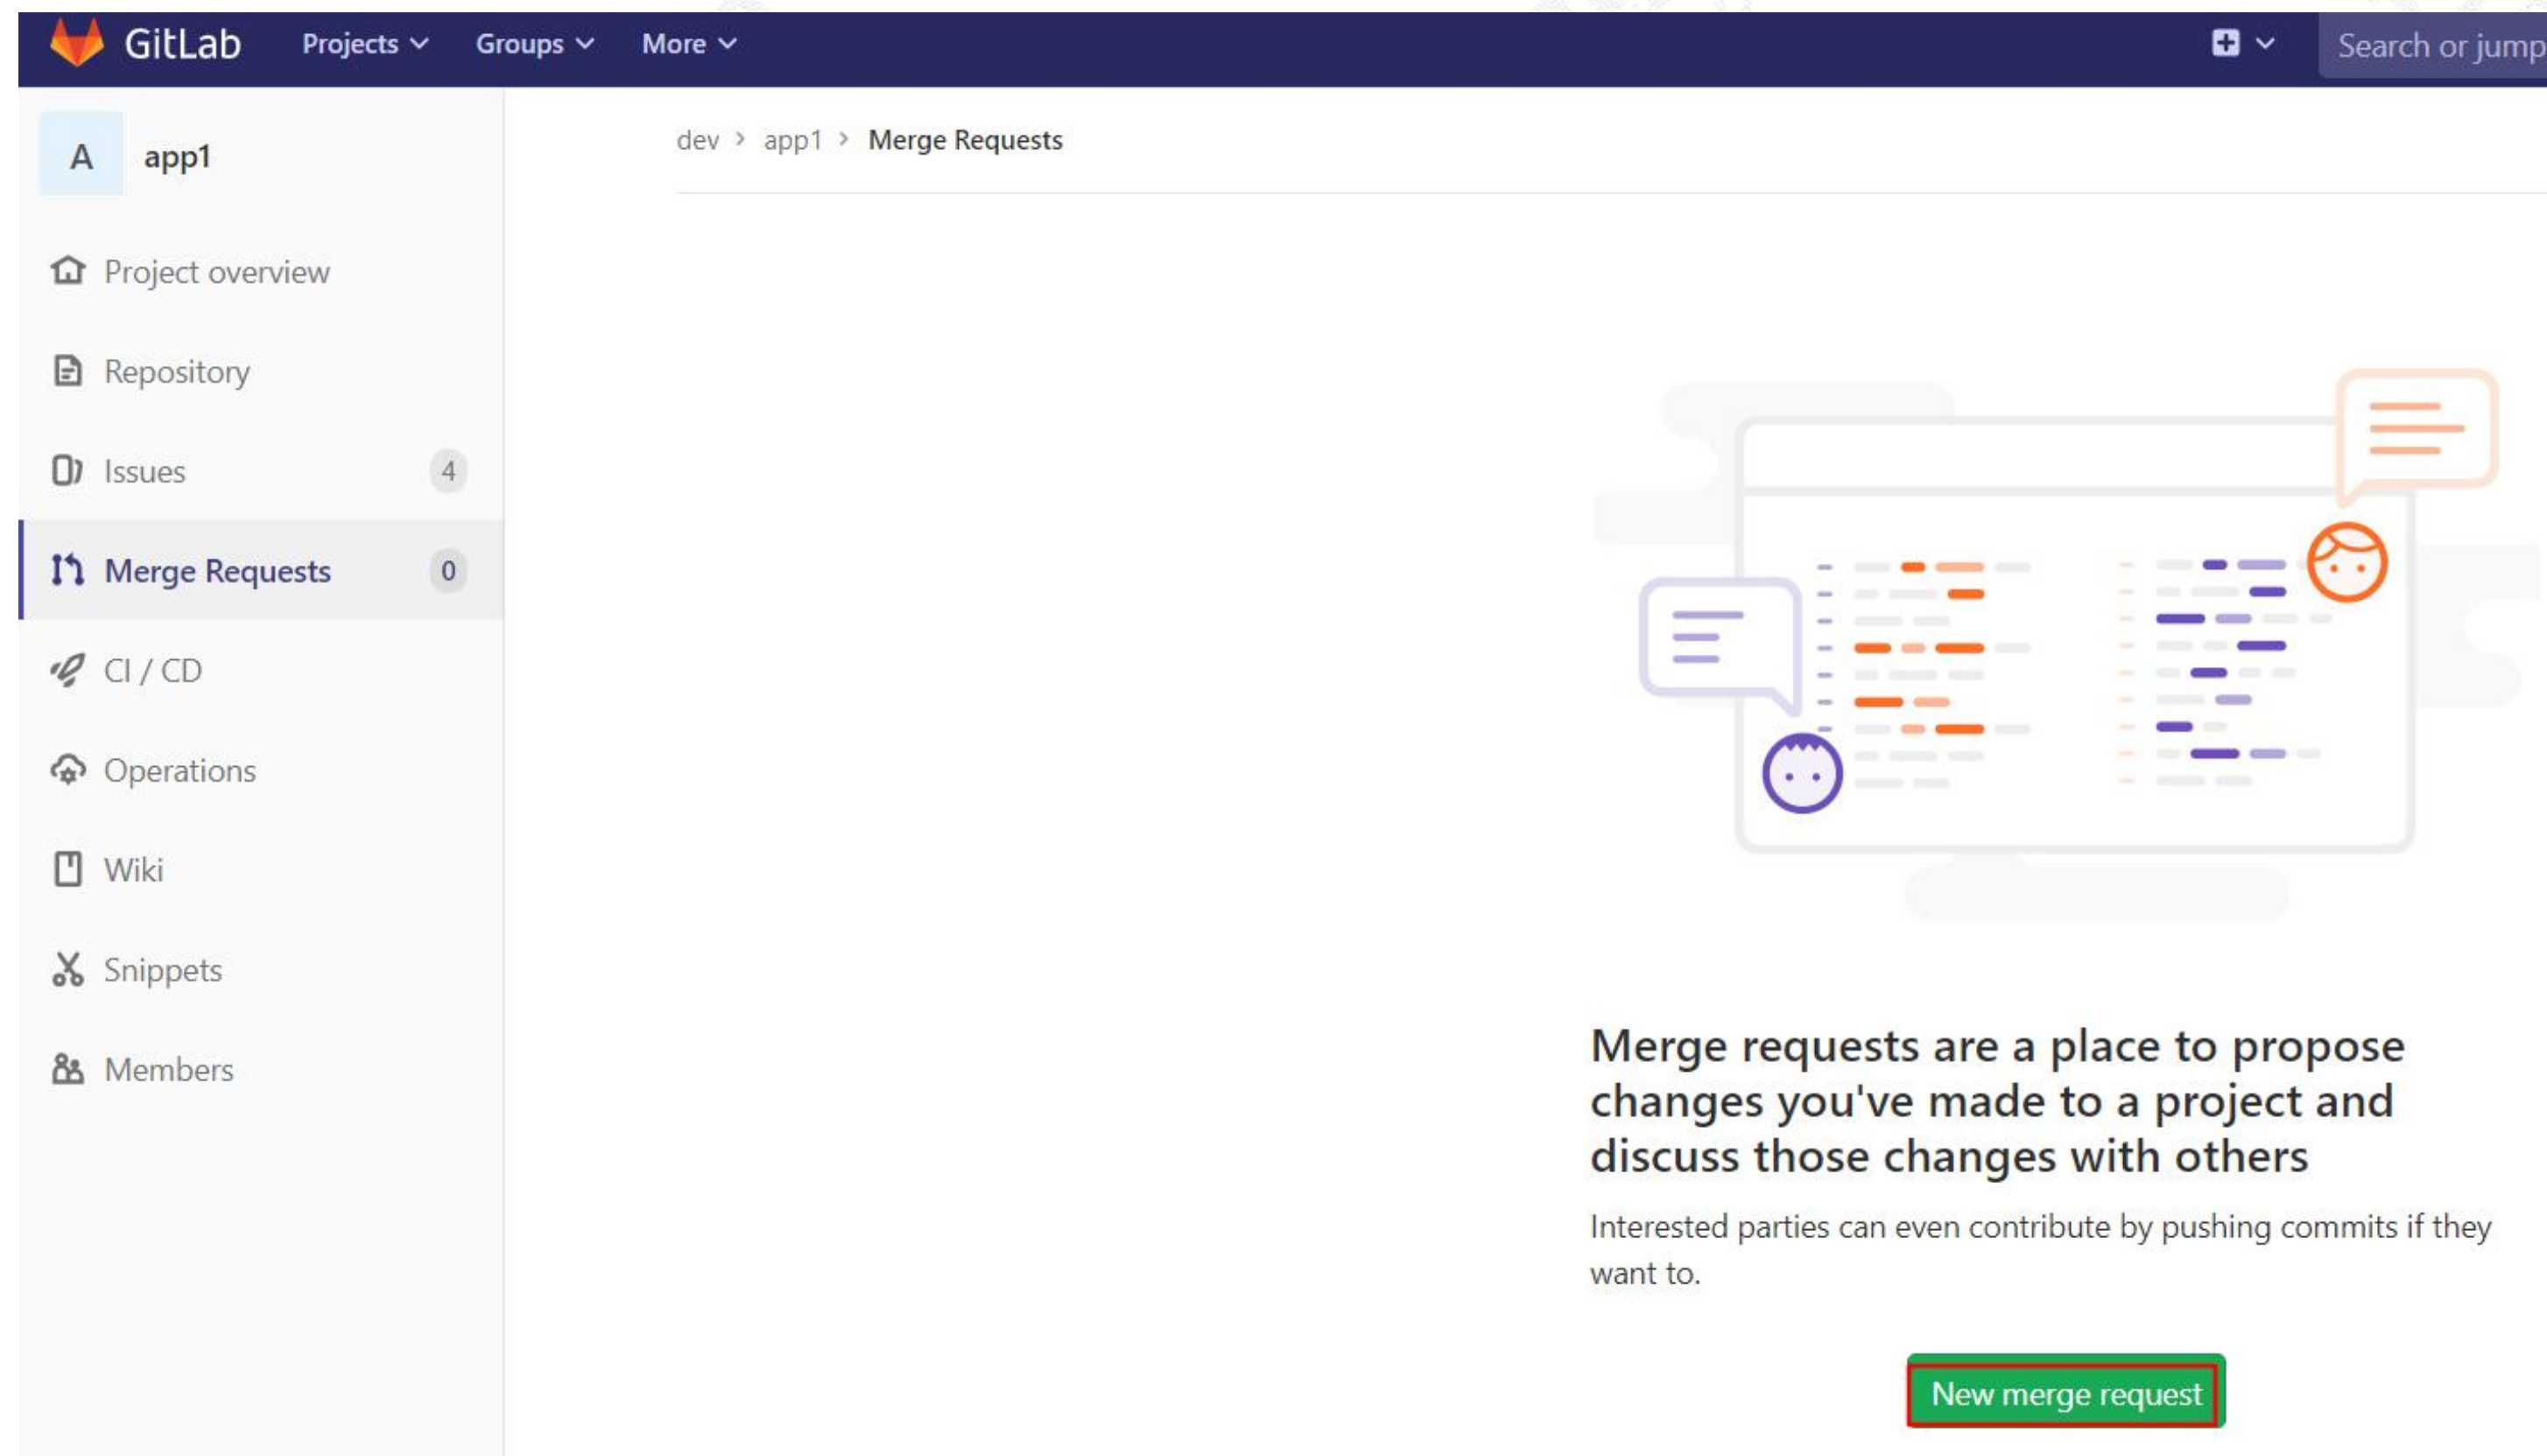 GitLab Projects Groups More Search or jump
A app1
dev > app1 > Merge Requests
Project overview
Repository
Issues 4
Merge Requests 0
CI / CD
Operations
Wiki
Snippets
Members
Merge requests are a place to propose
changes you've made to a project and
discuss those changes with others
Interested parties can even contribute by pushing commits if they
want to.
New merge request